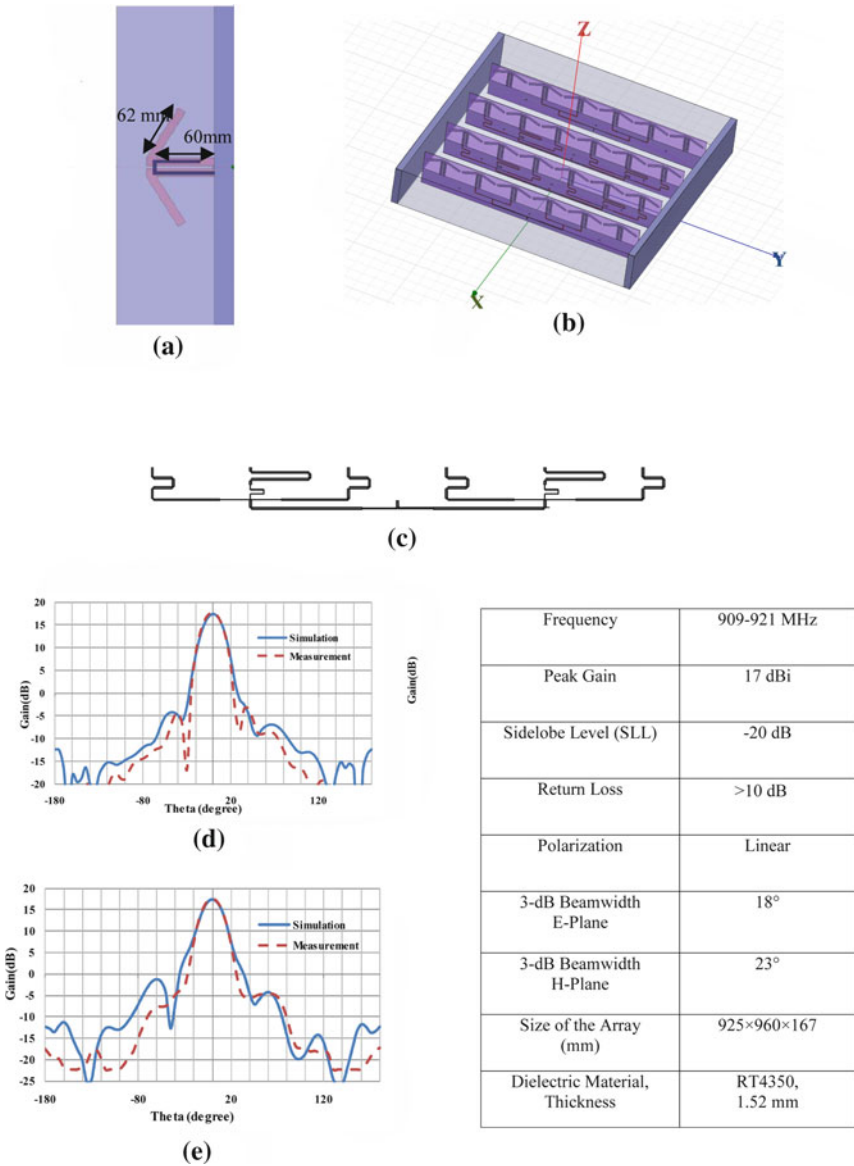 62 mm
60mm
(a)
Z
Y
X
(b)
(c)
20
15
10
5
0
-5
-10
-15
-20
Gain(dB)
Simulation
Measurement
-180
-80
20
120
Theta (degree)
(d)
Gain(dB)
20
15
10
5
0
-5
-10
-15
-20
-25
Gain(dB)
Simulation
Measurement
-180
-80
20
120
Theta (degree)
(e)
Frequency 909-921 MHz
Peak Gain 17 dBi
Sidelobe Level (SLL) -20 dB
Return Loss >10 dB
Polarization Linear
3-dB Beamwidth 18°
E-Plane
3-dB Beamwidth 23°
H-Plane
Size of the Array 925×960×167
(mm)
Dielectric Material, RT4350,
Thickness 1.52 mm